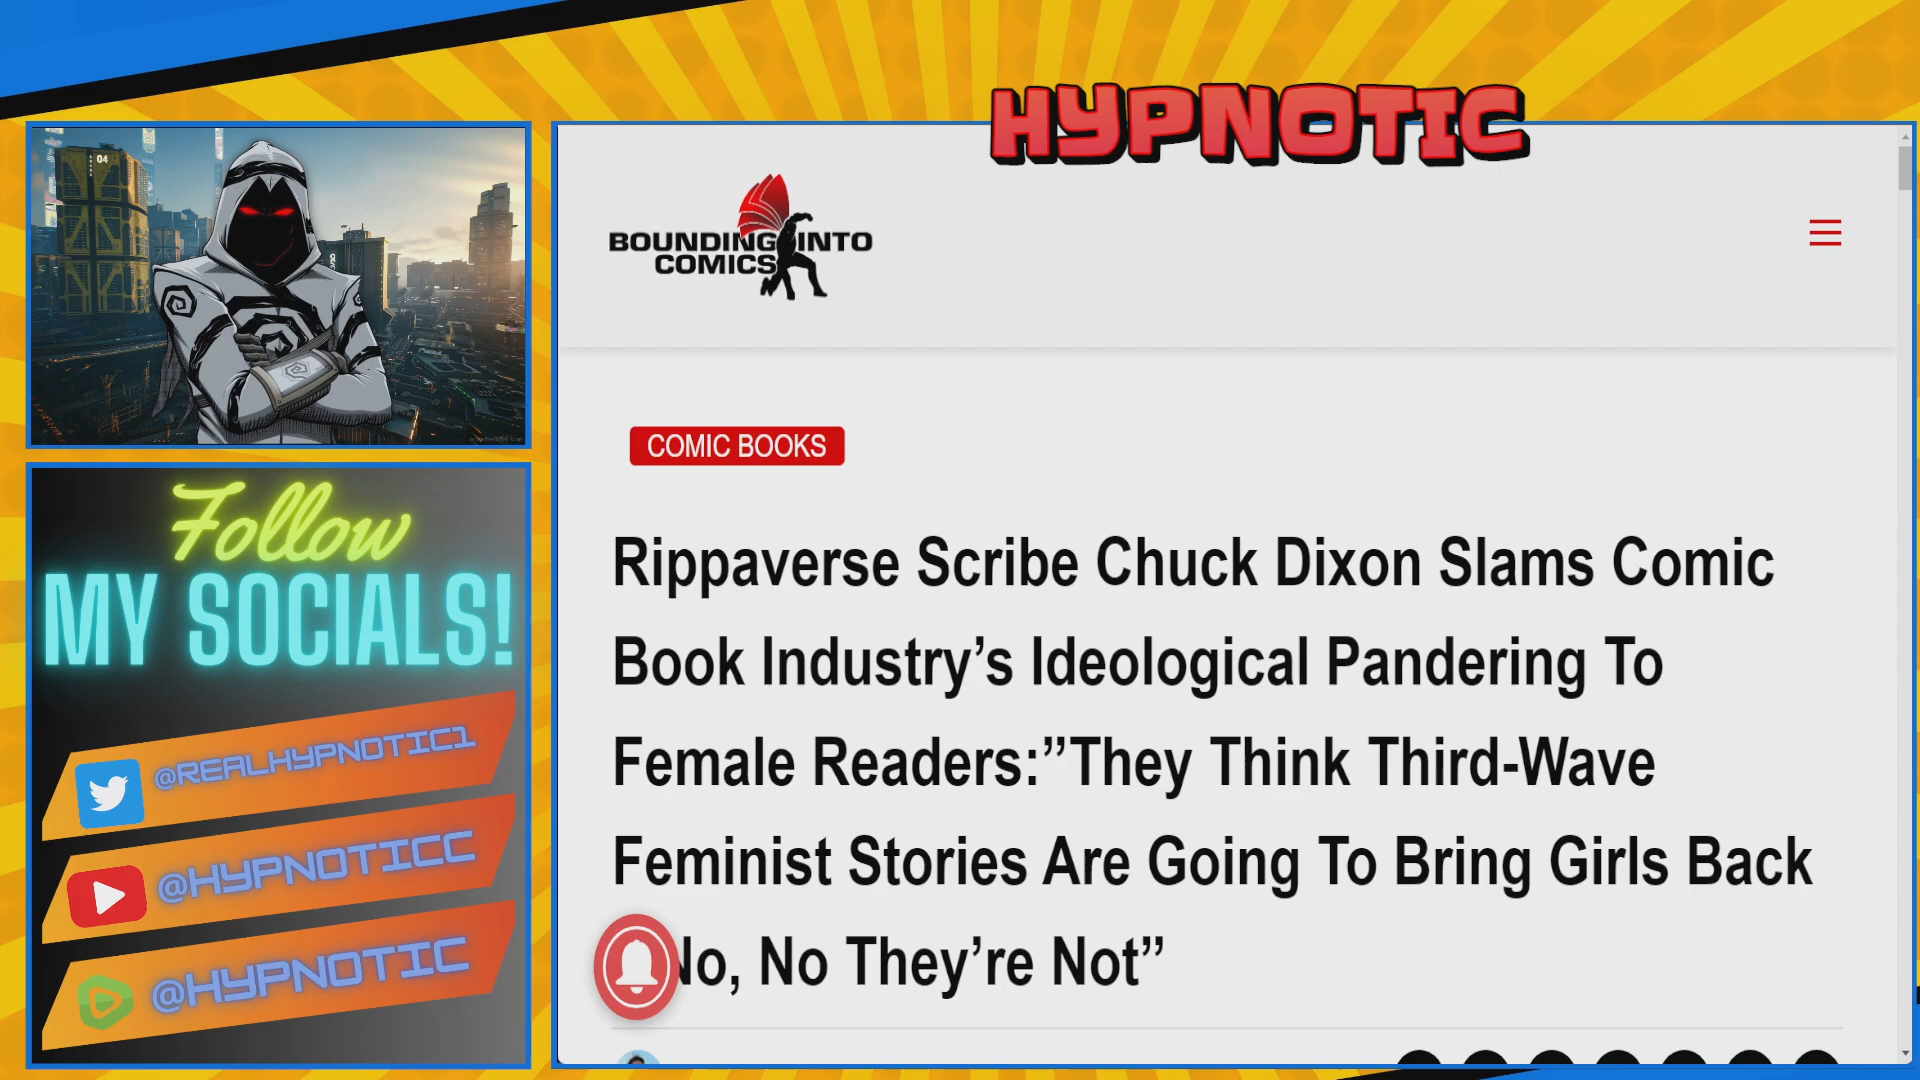 HYPNOTIC
04
BOUNDING INTO
COMICS
COMIC BOOKS
Rippaverse Scribe Chuck Dixon Slams Comic
Book Industry’s Ideological Pandering To
Female Readers:”They Think Third-Wave
Feminist Stories Are Going To Bring Girls Back
No, No They’re Not”
Follow
MY SOCIALS!
@REALHYPNOTIC1
@HYPNOTICC
@HYPNOTIC